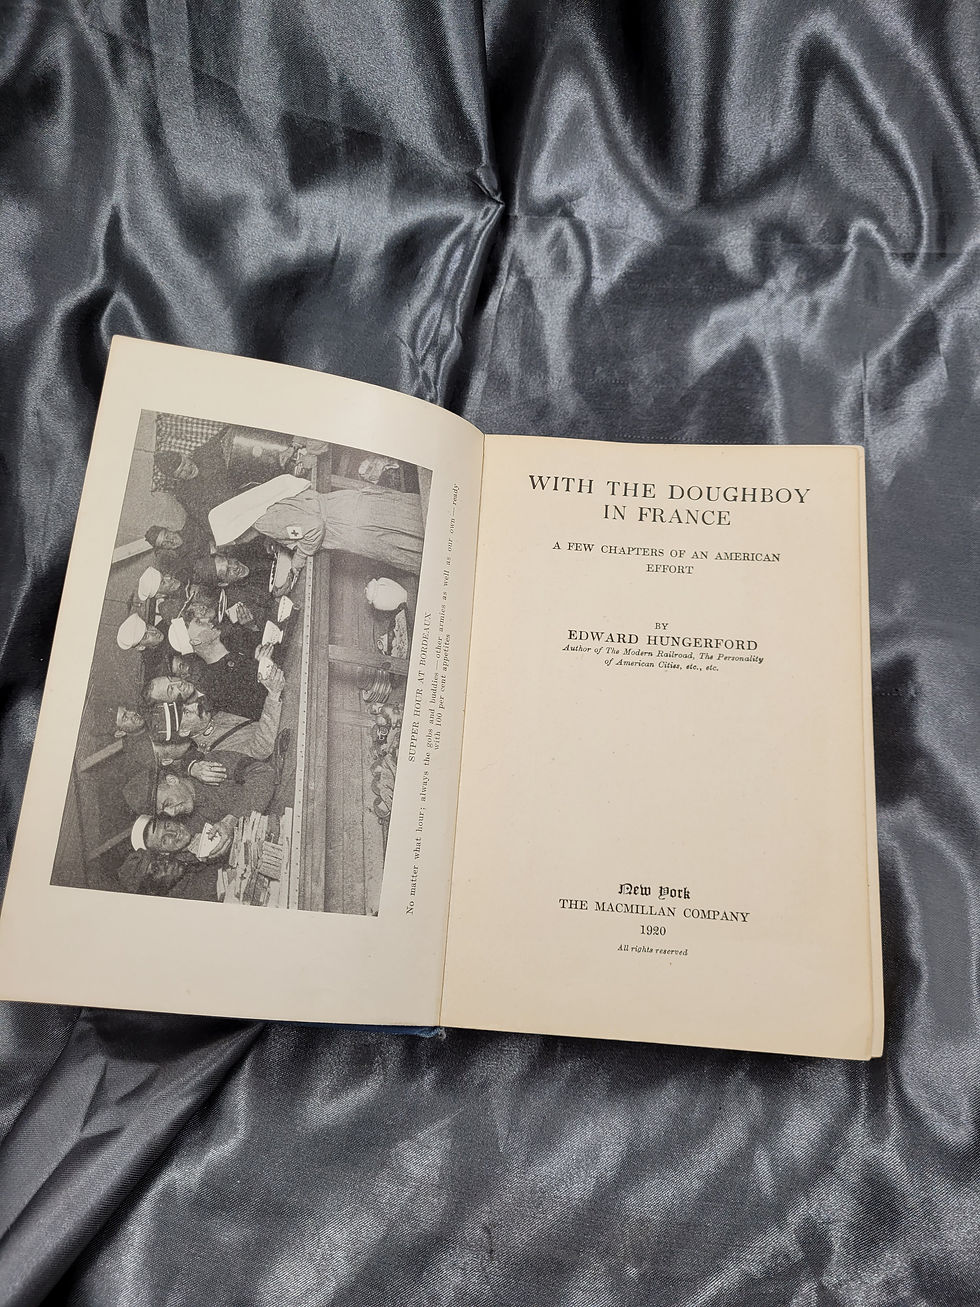 SUPPER HOUR AT BORDEAUX
No matter what hour; always the gobs and buddies—other armies as well as our own—ready
with 100 per cent appetites
WITH THE DOUGHBOY
IN FRANCE
A FEW CHAPTERS OF AN AMERICAN
EFFORT
BY
EDWARD HUNGERFORD
Author of The Modern Railroad, The Personality
of American Cities, etc., etc.
New York
THE MACMILLAN COMPANY
1920
All rights reserved